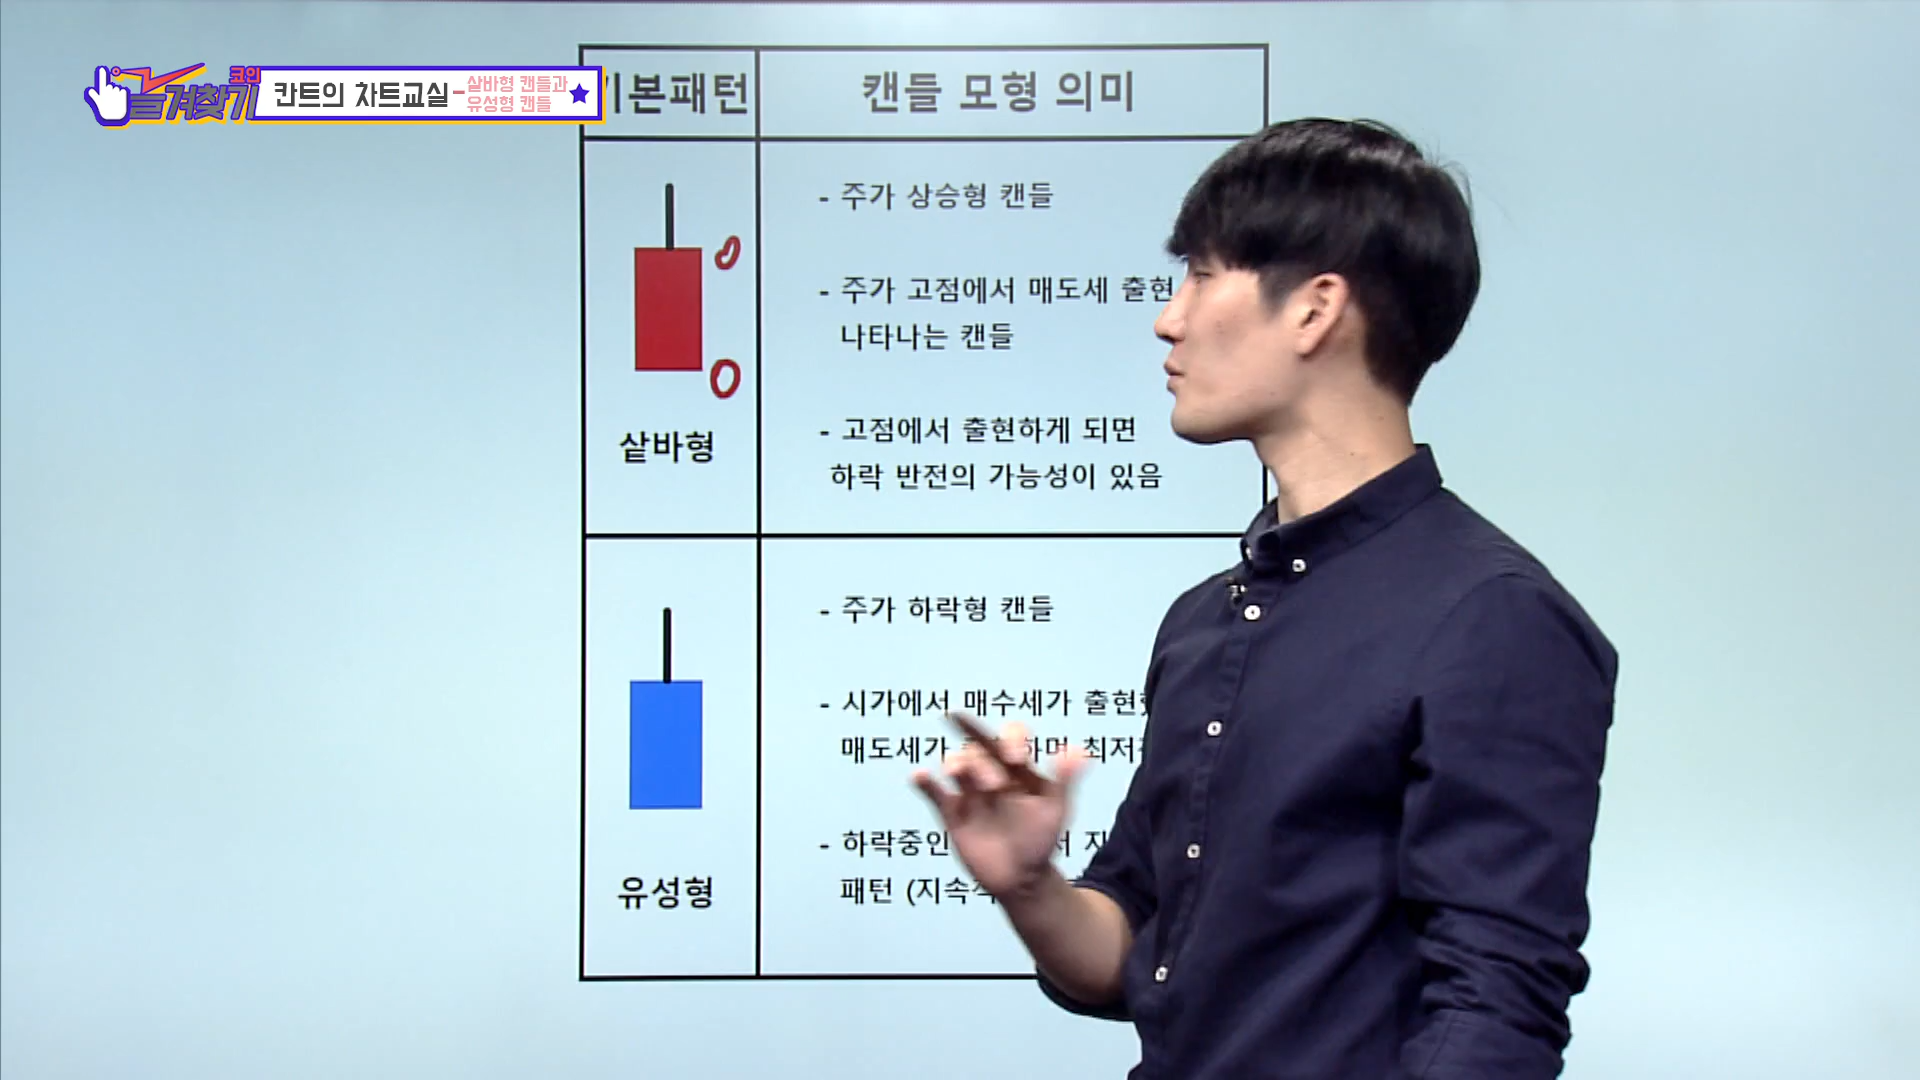 코인
즐겨찾기
칸트의 차트교실
-샅바형 캔들과
유성형 캔들
기본패턴
캔들 모형 의미
- 주가 상승형 캔들
- 주가 고점에서 매도세 출현
나타나는 캔들
- 고점에서 출현하게 되면
하락 반전의 가능성이 있음
샅바형
- 주가 하락형 캔들
- 시가에서 매수세가 출현
매도세가 하며 최저
- 하락중인
패턴 (지속
유성형